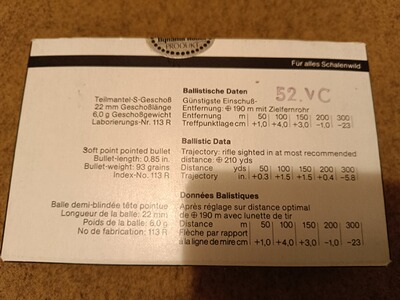 PRODUKT
Für alles Schalenwild
Teilmantel-S-Geschoß
22 mm Geschoßlänge
6,0 g Geschoßgewicht
Laborierungs-Nr. 113 R
Ballistische Daten
52.VC
Günstigste Einschuß-
Entfernung: ⊕ 190 m mit Zielfernrohr
Entfernung m 50 100 150 200 300
Treffpunktlage cm +1,0 +4,0 +3,0 -1,0 -23
Soft point pointed bullet
Bullet-length: 0.85 in.
Bullet-weight: 93 grains
Index-No. 113 R
Ballistic Data
Trajectory: rifle sighted in at most recommended
distance: ⊕ 210 yds
Distance yds 50 100 150 200 300
Trajectory in. +0.3 +1.5 +1.4 +0.4 -5.8
Balle demi-blindée tête pointue
Longueur de la balle: 22 mm
Poids de la balle: 6,0 g
No de fabrication: 113 R
Données Balistiques
Après réglage sur distance optimal
de ⊕ 190 m avec lunette de tir
Distance m 50 100 150 200 300
Flèche par rapport
à la ligne de mire cm +1,0 +4,0 +3,0 -1,0 -23